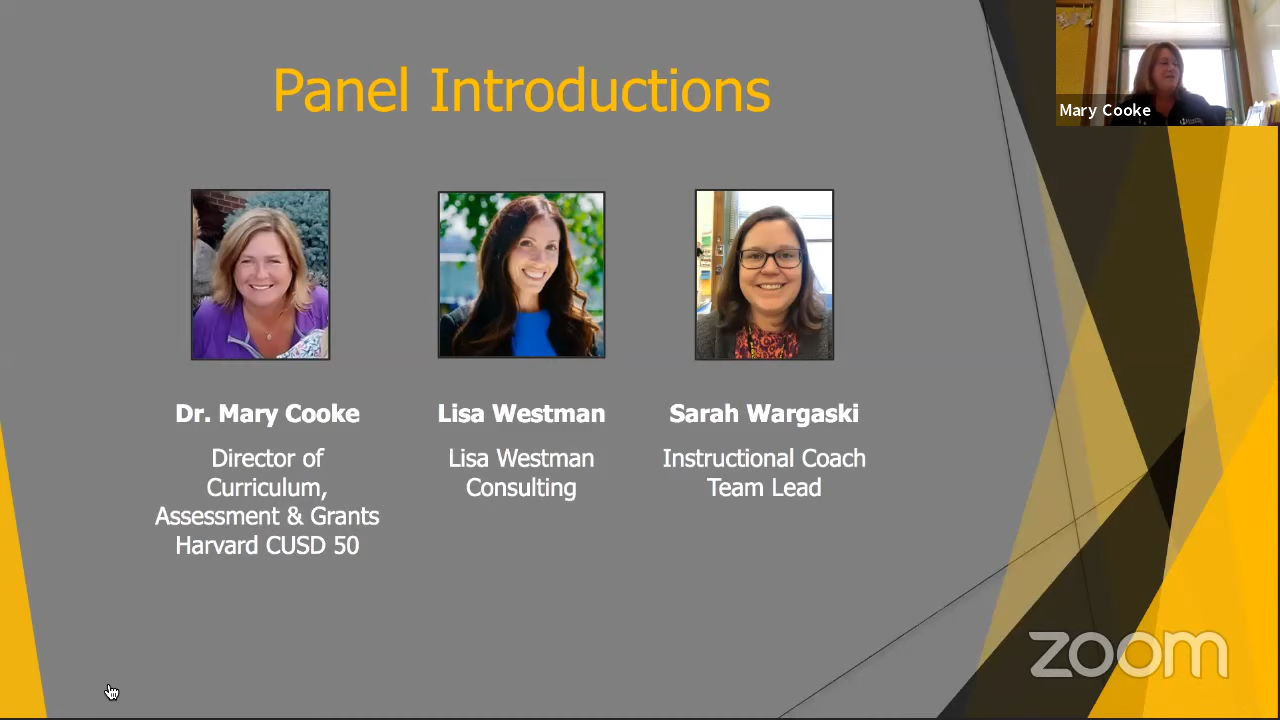 Panel Introductions
Mary Cooke
Dr. Mary Cooke
Director of
Curriculum,
Assessment & Grants
Harvard CUSD 50
Lisa Westman
Lisa Westman
Consulting
Sarah Wargaski
Instructional Coach
Team Lead
zoom